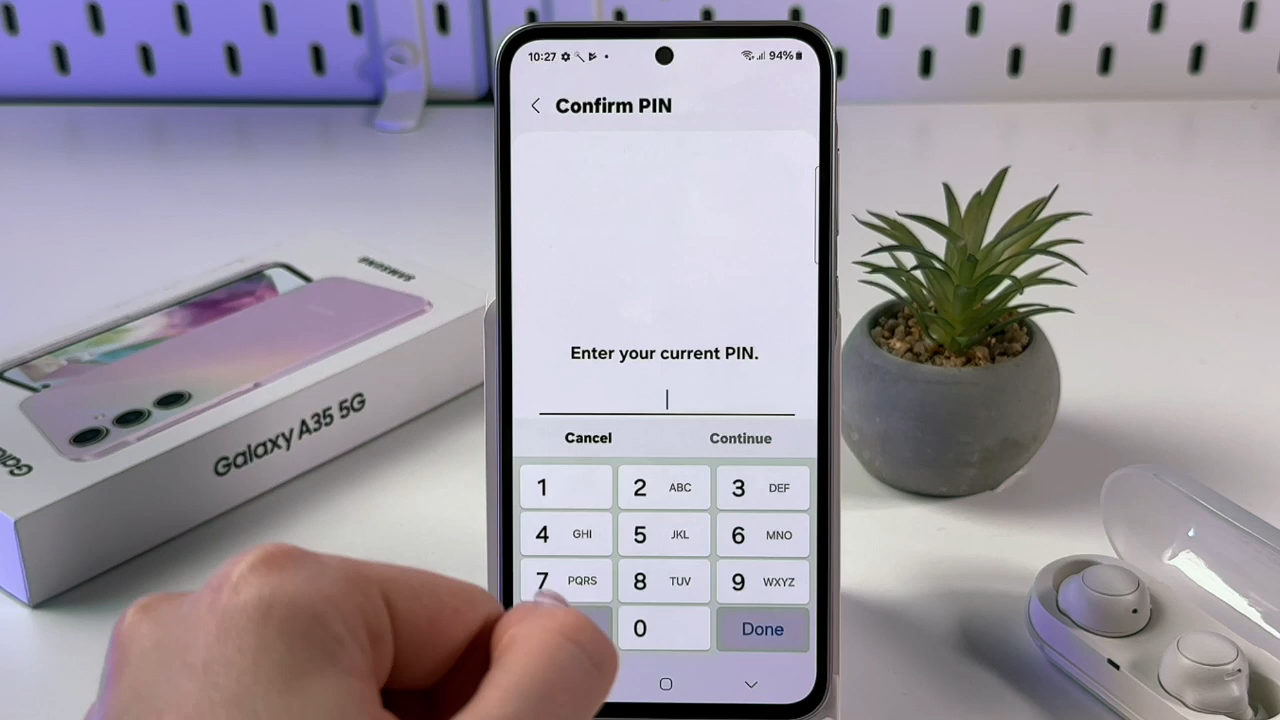 10:27
94%
Confirm PIN
SAMSUNG
Galaxy A35 5G
Enter your current PIN.
Cancel
Continue
1
2 ABC
3 DEF
4 GHI
5 JKL
6 MNO
7 PQRS
8 TUV
9 WXYZ
0
Done